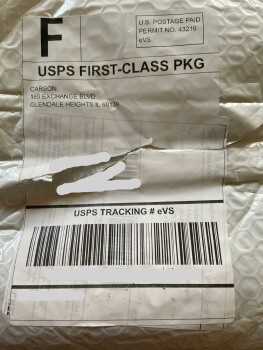 F
U.S. POSTAGE PAID
PERMIT NO. 43216
eVS
USPS FIRST-CLASS PKG
CARSON
180 EXCHANGE BLVD
GLENDALE HEIGHTS IL 60139
USPS TRACKING # eVS